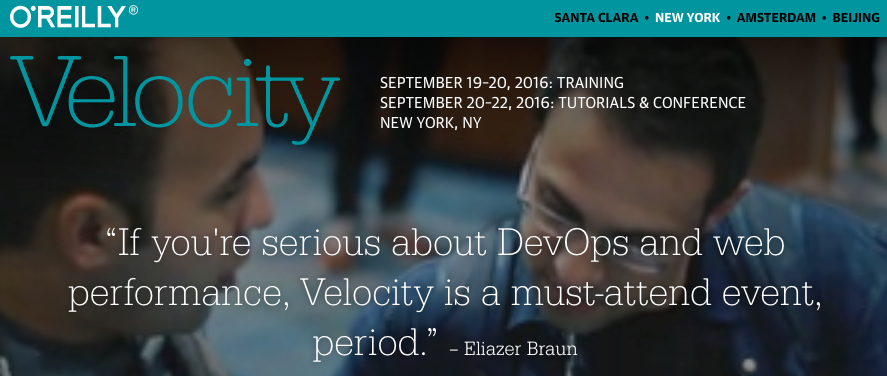 O'REILLY®
SANTA CLARA • NEW YORK • AMSTERDAM • BEIJING
Velocity
SEPTEMBER 19-20, 2016: TRAINING
SEPTEMBER 20-22, 2016: TUTORIALS & CONFERENCE
NEW YORK, NY
“If you're serious about DevOps and web
performance, Velocity is a must-attend event,
period.” – Eliazer Braun